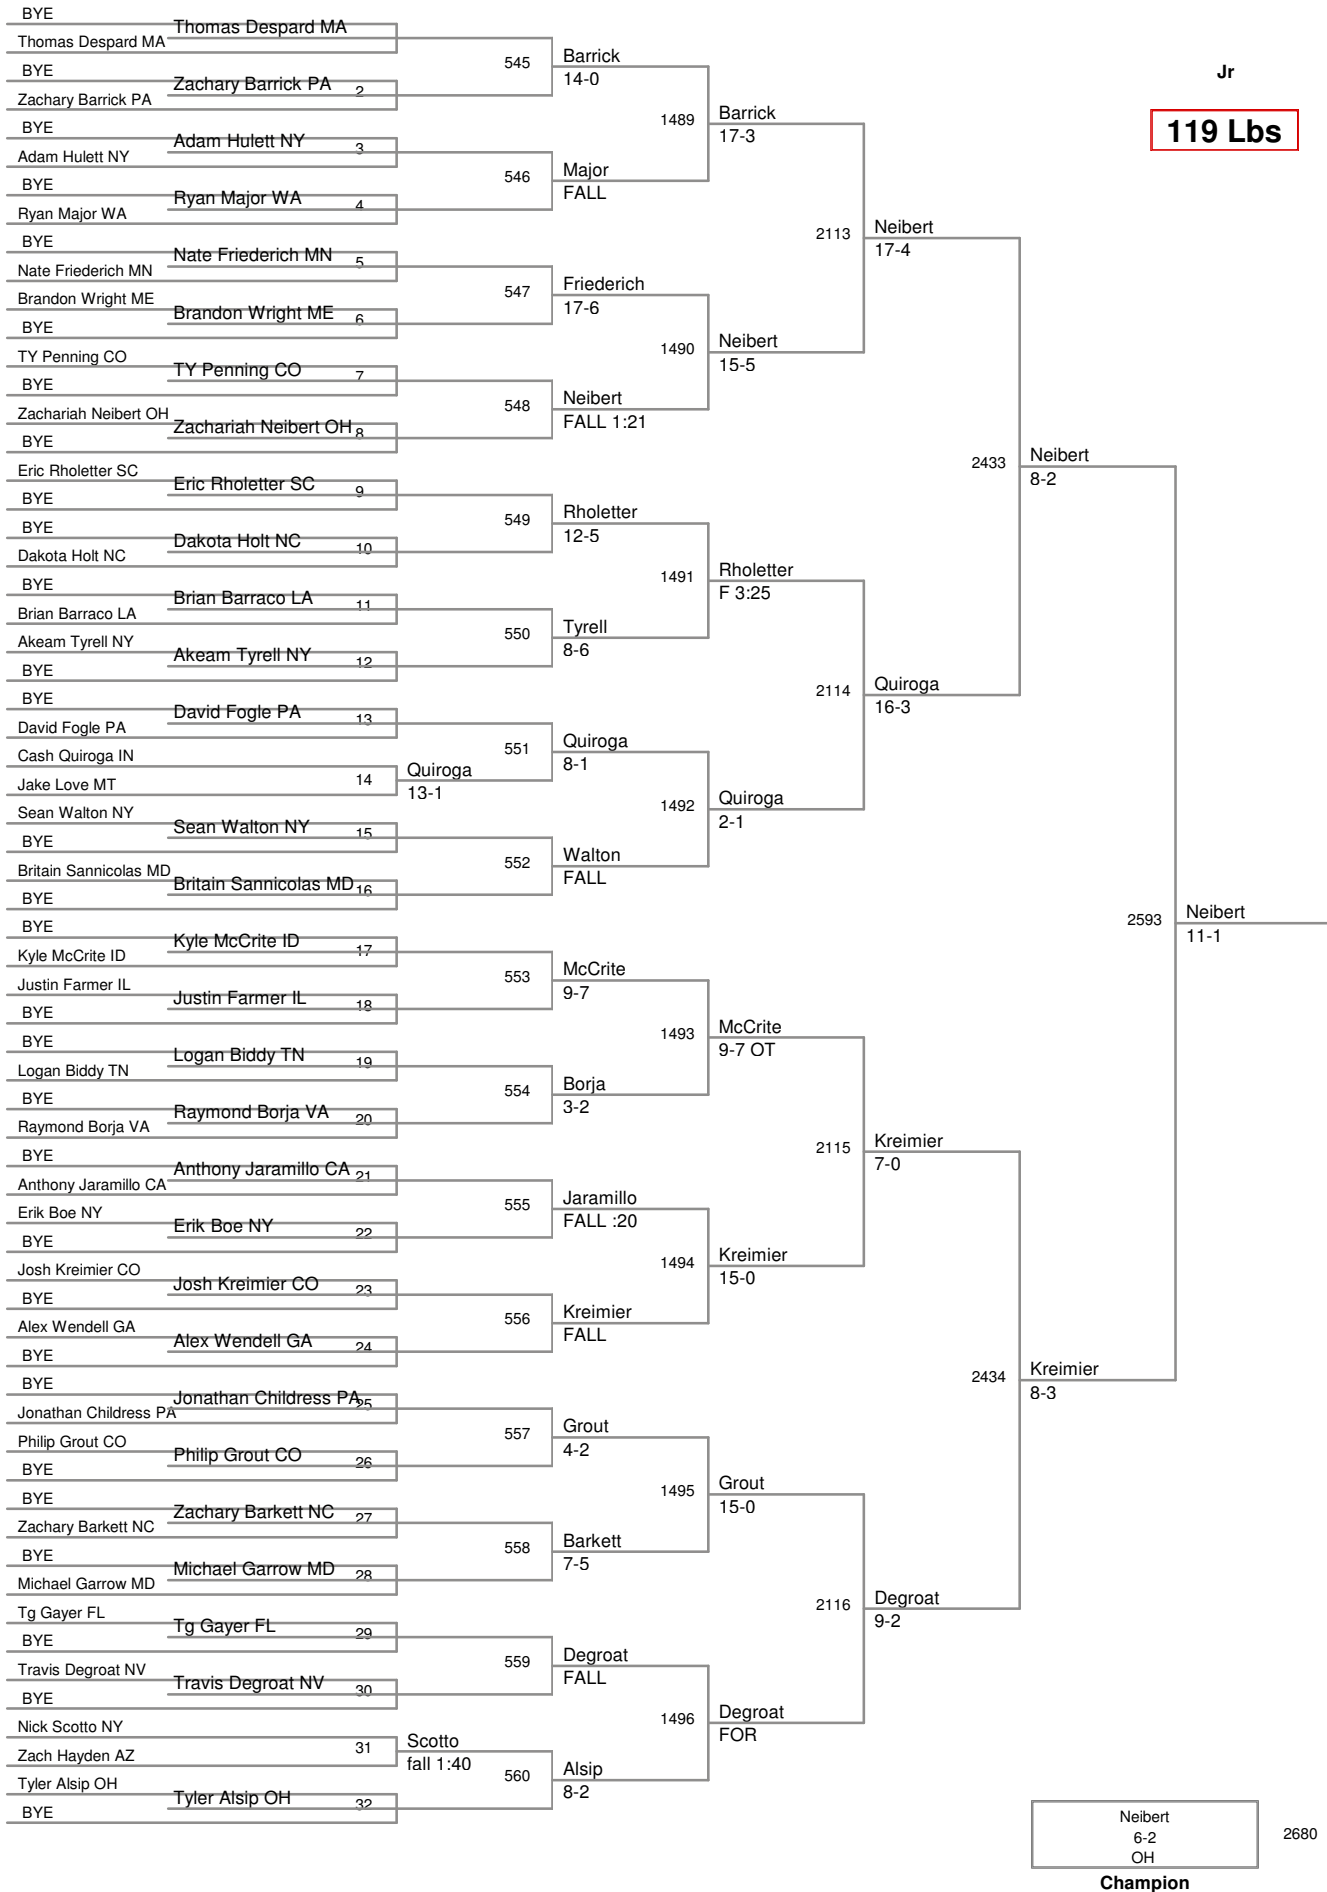 Jr
119 Lbs
BYE
Thomas Despard MA
Thomas Despard MA
BYE
Zachary Barrick PA
Zachary Barrick PA
2
545
Barrick
14-0
BYE
Adam Hulett NY
Adam Hulett NY
3
BYE
Ryan Major WA
Ryan Major WA
4
546
Major
FALL
1489
Barrick
17-3
BYE
Nate Friederich MN
Nate Friederich MN
5
Brandon Wright ME
BYE
Brandon Wright ME
6
547
Friederich
17-6
TY Penning CO
BYE
TY Penning CO
7
Zachariah Neibert OH
BYE
Zachariah Neibert OH
8
548
Neibert
FALL 1:21
1490
Neibert
15-5
2113
Neibert
17-4
Eric Rholetter SC
BYE
Eric Rholetter SC
9
BYE
Dakota Holt NC
Dakota Holt NC
10
549
Rholetter
12-5
BYE
Brian Barraco LA
Brian Barraco LA
11
Akeam Tyrell NY
BYE
Akeam Tyrell NY
12
550
Tyrell
8-6
1491
Rholetter
F 3:25
BYE
David Fogle PA
David Fogle PA
13
Cash Quiroga IN
Jake Love MT
14
Quiroga
13-1
551
Quiroga
8-1
Sean Walton NY
BYE
Sean Walton NY
15
Britain Sannicolas MD
BYE
Britain Sannicolas MD
16
552
Walton
FALL
1492
Quiroga
2-1
2114
Quiroga
16-3
2433
Neibert
8-2
BYE
Kyle McCrite ID
Kyle McCrite ID
17
Justin Farmer IL
BYE
Justin Farmer IL
18
553
McCrite
9-7
BYE
Logan Biddy TN
Logan Biddy TN
19
BYE
Raymond Borja VA
Raymond Borja VA
20
554
Borja
3-2
1493
McCrite
9-7 OT
BYE
Anthony Jaramillo CA
Anthony Jaramillo CA
21
Erik Boe NY
BYE
Erik Boe NY
22
555
Jaramillo
FALL :20
Josh Kreimier CO
BYE
Josh Kreimier CO
23
Alex Wendell GA
BYE
Alex Wendell GA
24
556
Kreimier
FALL
1494
Kreimier
15-0
2115
Kreimier
7-0
BYE
Jonathan Childress PA
Jonathan Childress PA
25
Philip Grout CO
BYE
Philip Grout CO
26
557
Grout
4-2
BYE
Zachary Barkett NC
Zachary Barkett NC
27
BYE
Michael Garrow MD
Michael Garrow MD
28
558
Barkett
7-5
1495
Grout
15-0
Tg Gayer FL
BYE
Tg Gayer FL
29
Travis Degroat NV
BYE
Travis Degroat NV
30
559
Degroat
FALL
Nick Scotto NY
Zach Hayden AZ
31
Scotto
fall 1:40
Tyler Alsip OH
BYE
Tyler Alsip OH
32
560
Alsip
8-2
1496
Degroat
FOR
2116
Degroat
9-2
2434
Kreimier
8-3
2593
Neibert
11-1
Neibert
6-2
OH
2680
Champion